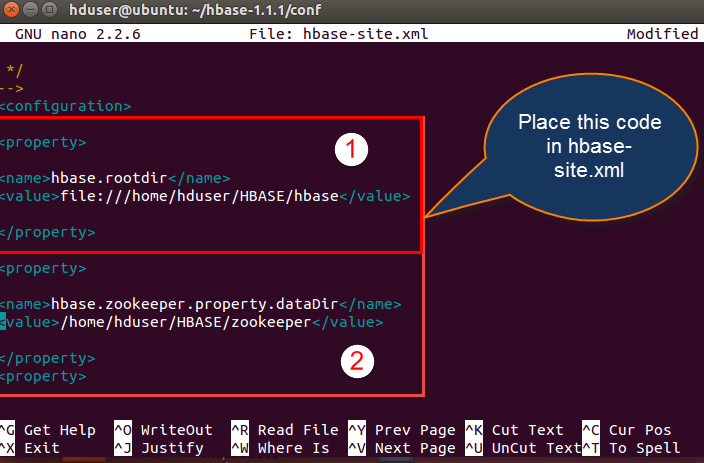 hduser@ubuntu: ~/hbase-1.1.1/conf
GNU nano 2.2.6 File: hbase-site.xml Modified
*/
-->
<configuration>
<property>
1
<name>hbase.rootdir</name>
<value>file:///home/hduser/HBASE/hbase</value>
</property>
Place this code
in hbase-
site.xml
<property>
<name>hbase.zookeeper.property.dataDir</name>
<value>/home/hduser/HBASE/zookeeper</value>
</property>
2
<property>
^G Get Help ^O WriteOut ^R Read File ^Y Prev Page ^K Cut Text ^C Cur Pos
^X Exit ^J Justify ^W Where Is ^V Next Page ^U UnCut Text ^T To Spell